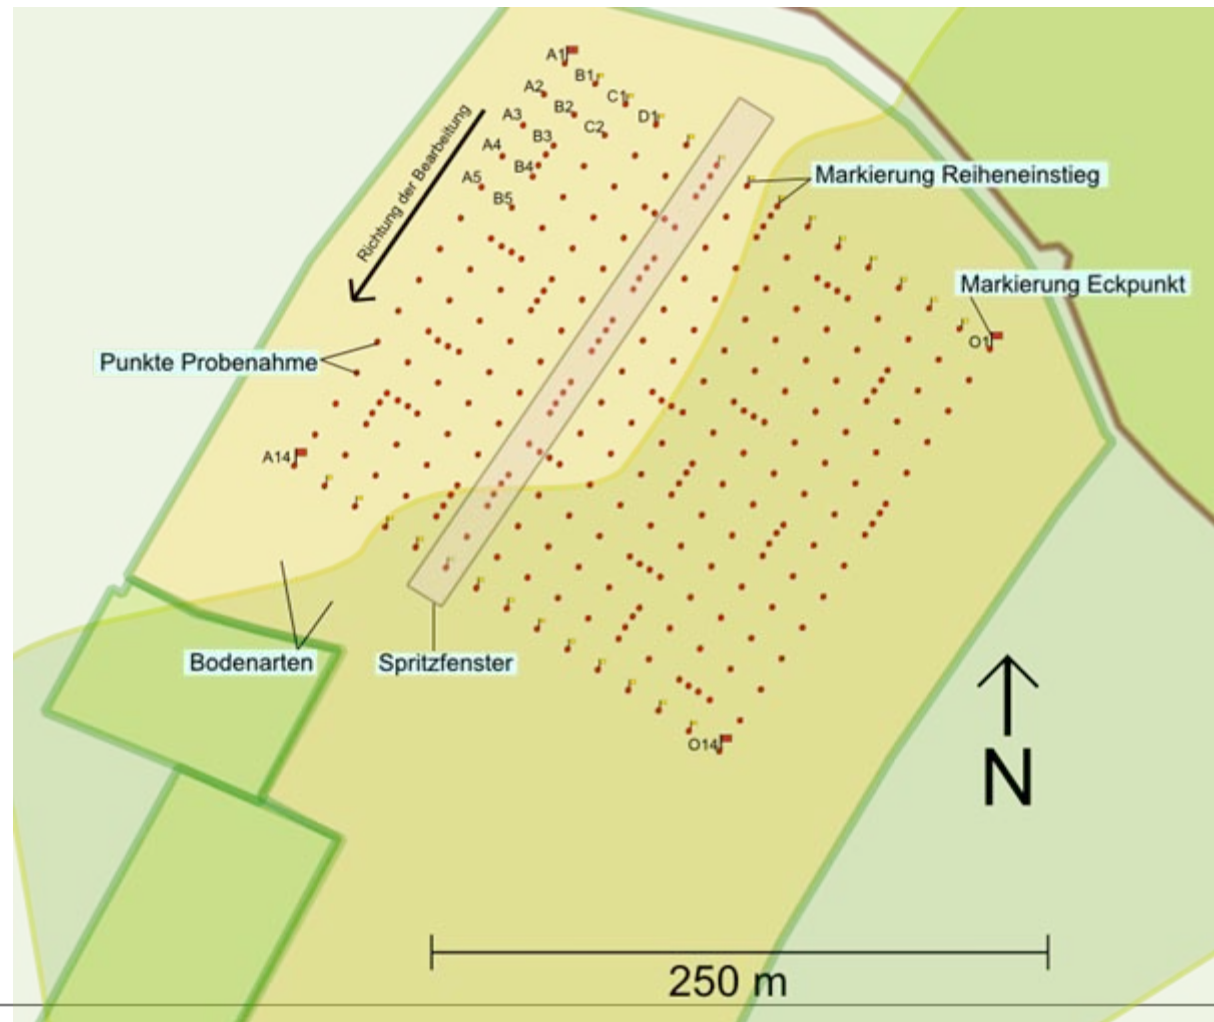 A1
B1
C1
D1
A2
B2
C2
A3
B3
A4
B4
A5
B5
Richtung der Bearbeitung
Markierung Reiheneinstieg
Markierung Eckpunkt
O1
Punkte Probenahme
A14
Bodenarten
Spritzfenster
O14
N
250 m